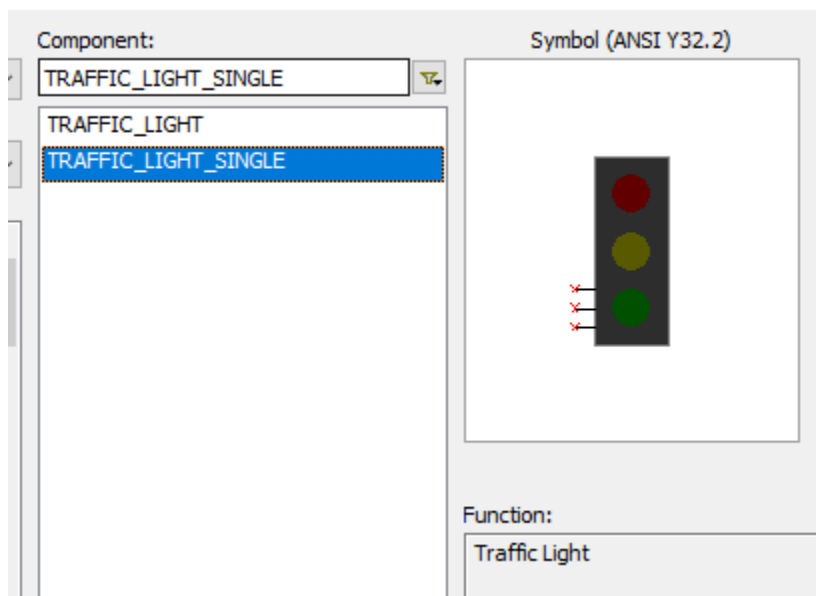 Component:
TRAFFIC_LIGHT_SINGLE
TRAFFIC_LIGHT
TRAFFIC_LIGHT_SINGLE
Symbol (ANSI Y32.2)
Function:
Traffic Light